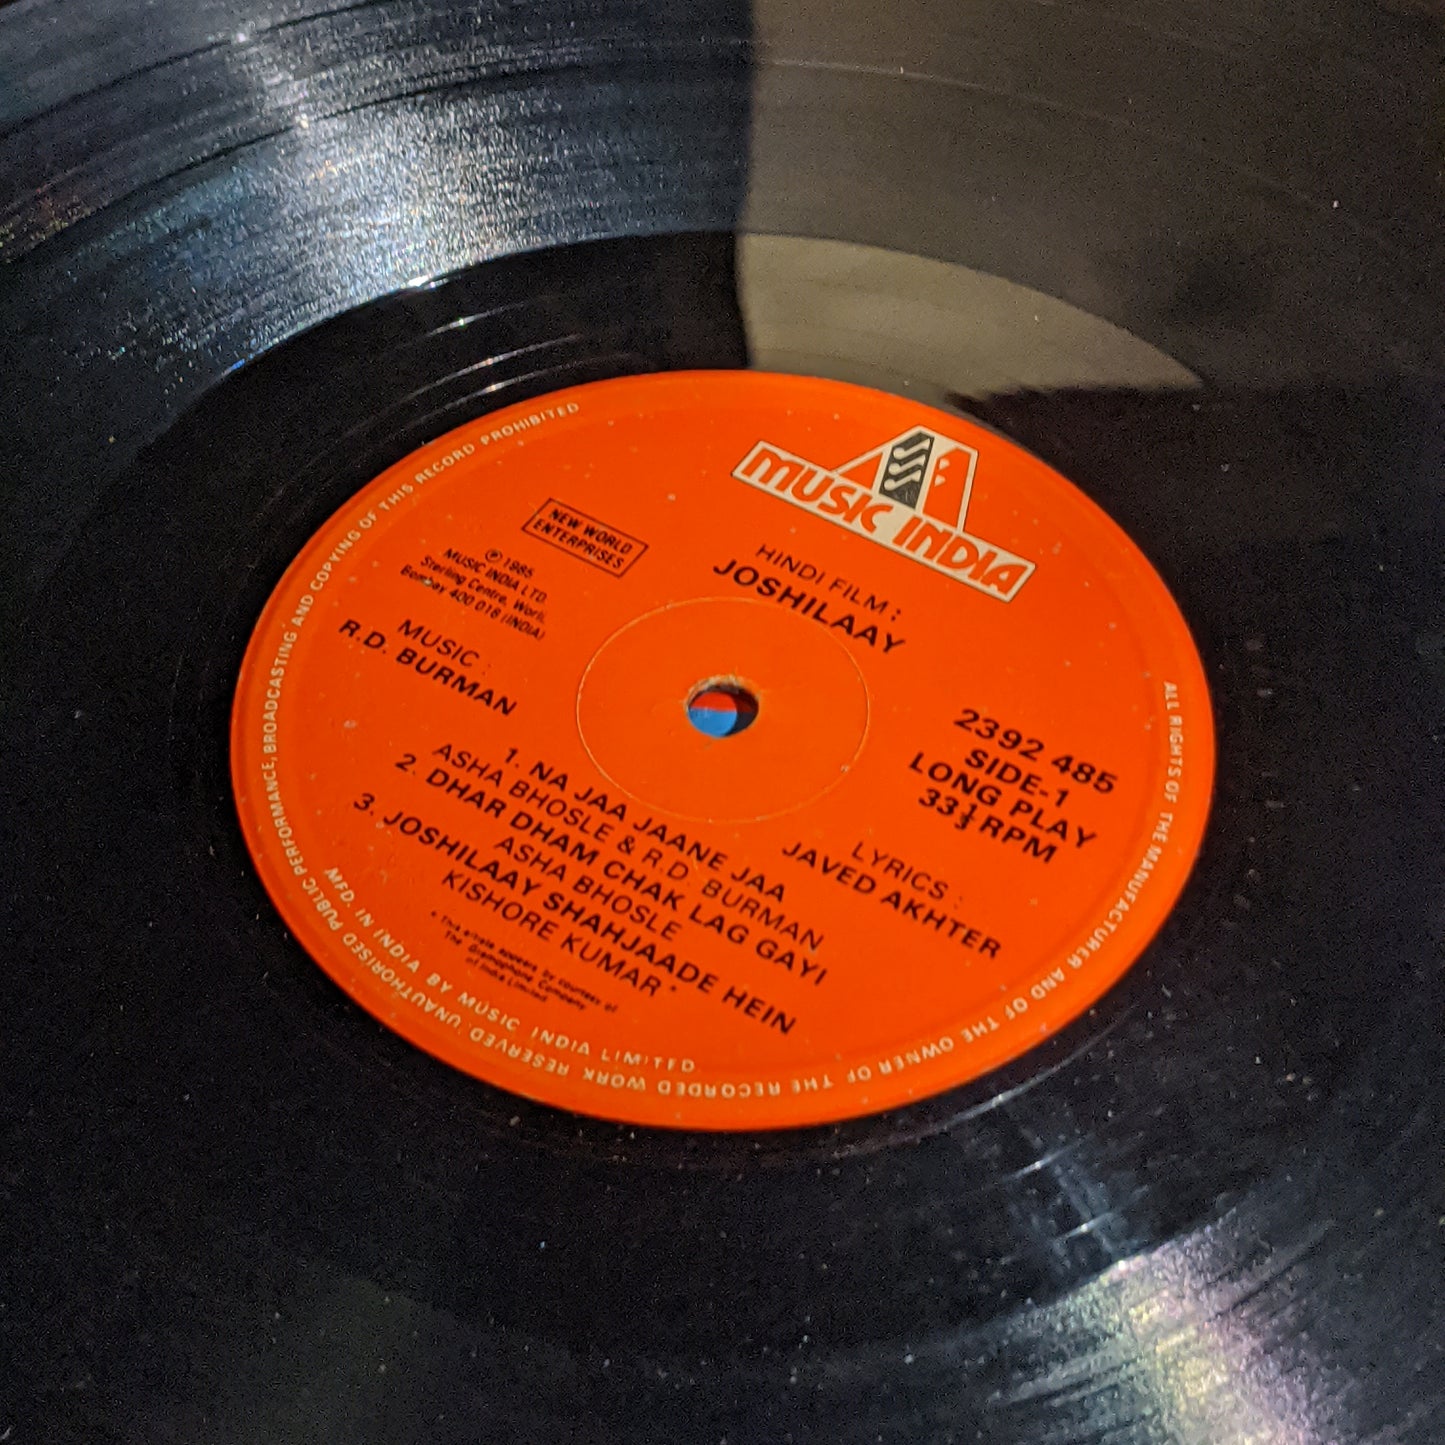 MUSIC INDIA
HINDI FILM :
JOSHILAAY
NEW WORLD
ENTERPRISES
℗ 1985
MUSIC INDIA LTD.
Sterling Centre, Worli,
Bombay 400 018 (INDIA)
MUSIC :
R.D. BURMAN
2392 485
SIDE-1
LONG PLAY
33⅓ RPM
LYRICS :
JAVED AKHTER
1. NA JAA JAANE JAA
ASHA BHOSLE & R.D. BURMAN
2. DHAR DHAM CHAK LAG GAYI
ASHA BHOSLE
3. JOSHILAAY SHAHJAADE HEIN
KISHORE KUMAR *
* This artiste appears by courtesy of
The Gramophone Company
of India Limited
ALL RIGHTS OF THE MANUFACTURER AND OF THE OWNER OF THE RECORDED WORK RESERVED. UNAUTHORISED PUBLIC PERFORMANCE, BROADCASTING AND COPYING OF THIS RECORD PROHIBITED
MFD. IN INDIA BY MUSIC INDIA LIMITED